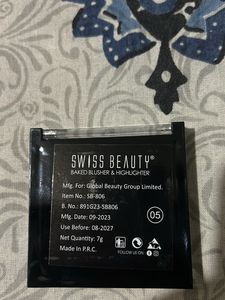 SWISS BEAUTY®
BAKED BLUSHER & HIGHLIGHTER
Mfg. For: Global Beauty Group Limited.
Item No.: SB-806
B. No.: 891G23-SB806
Mfg. Date: 09-2023
05
Use Before: 08-2027
Net Quantity: 7g
Made In P.R.C.
FOLLOW US ON